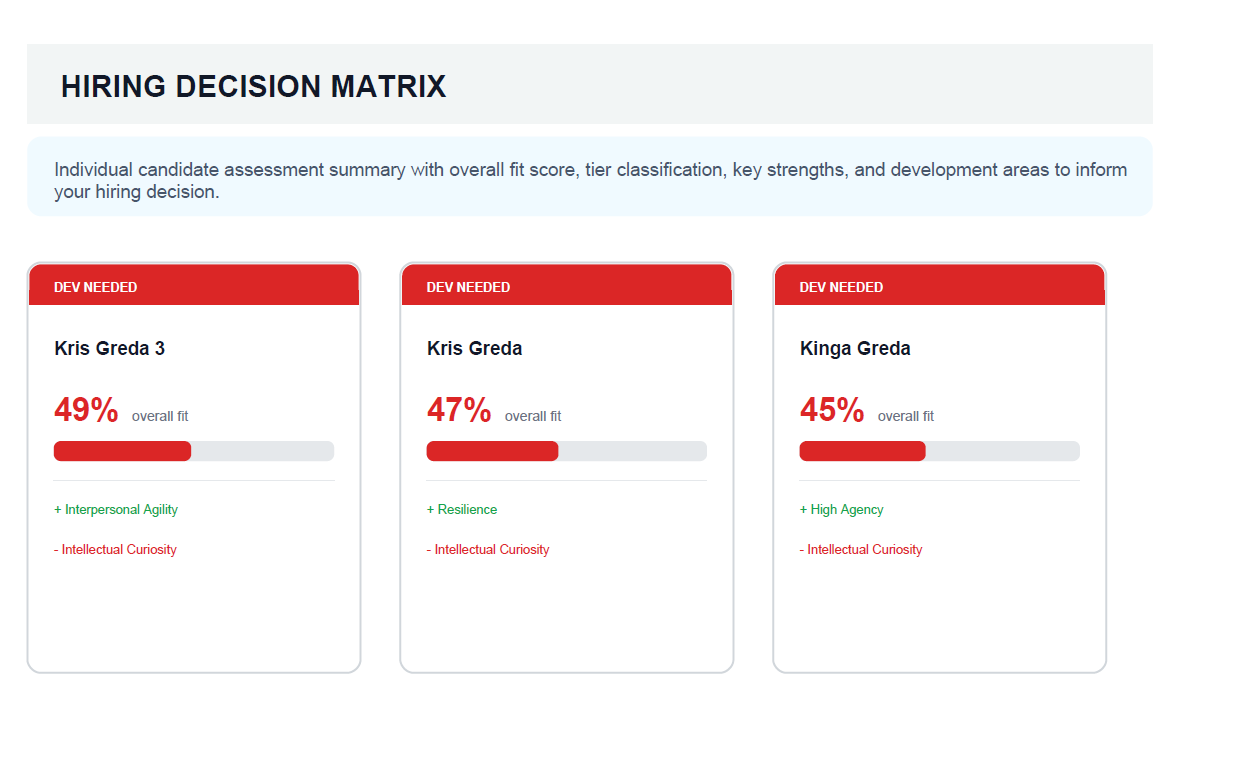 HIRING DECISION MATRIX
Individual candidate assessment summary with overall fit score, tier classification, key strengths, and development areas to inform
your hiring decision.
DEV NEEDED
Kris Greda 3
49% overall fit
+ Interpersonal Agility
- Intellectual Curiosity
DEV NEEDED
Kris Greda
47% overall fit
+ Resilience
- Intellectual Curiosity
DEV NEEDED
Kinga Greda
45% overall fit
+ High Agency
- Intellectual Curiosity